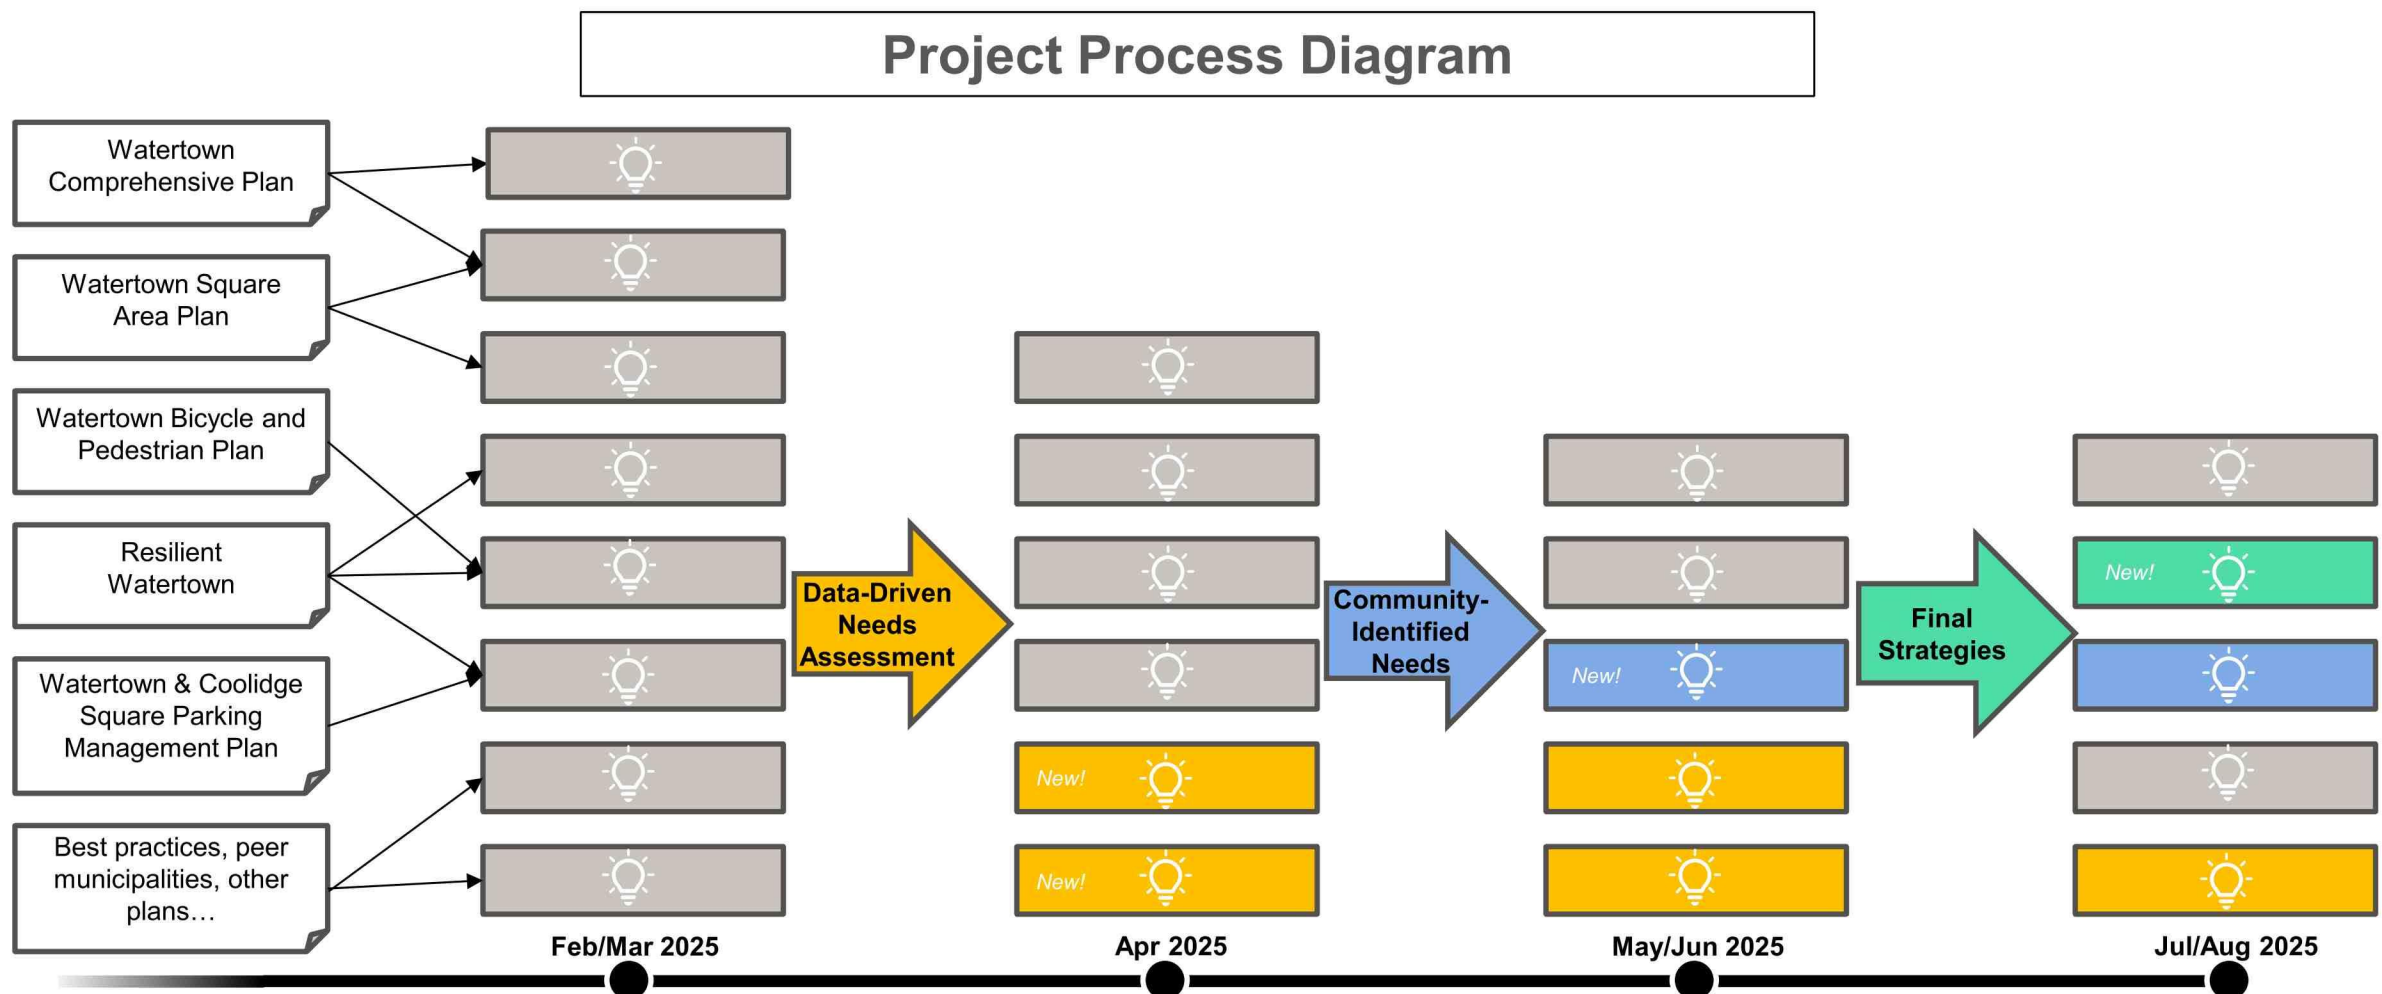 Project Process Diagram
Watertown
Comprehensive Plan
Watertown Square
Area Plan
Watertown Bicycle and
Pedestrian Plan
Resilient
Watertown
Watertown & Coolidge
Square Parking
Management Plan
Best practices, peer
municipalities, other
plans…
Data-Driven
Needs
Assessment
New!
New!
Community-
Identified
Needs
New!
Final
Strategies
New!
Feb/Mar 2025
Apr 2025
May/Jun 2025
Jul/Aug 2025